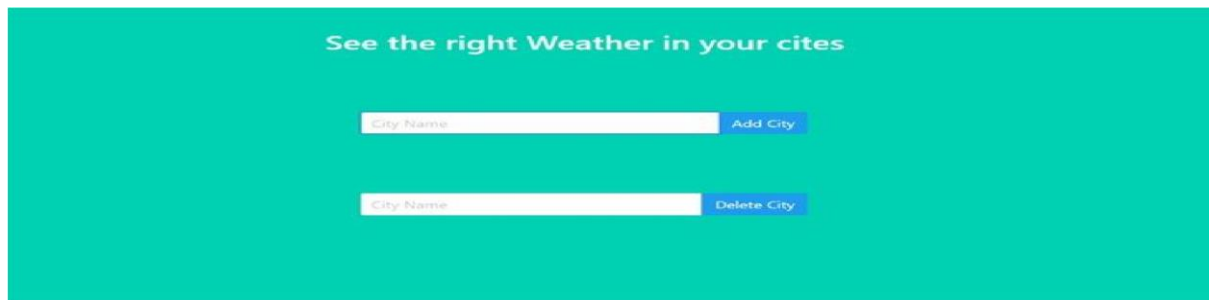 See the right Weather in your cites
City Name
Add City
City Name
Delete City